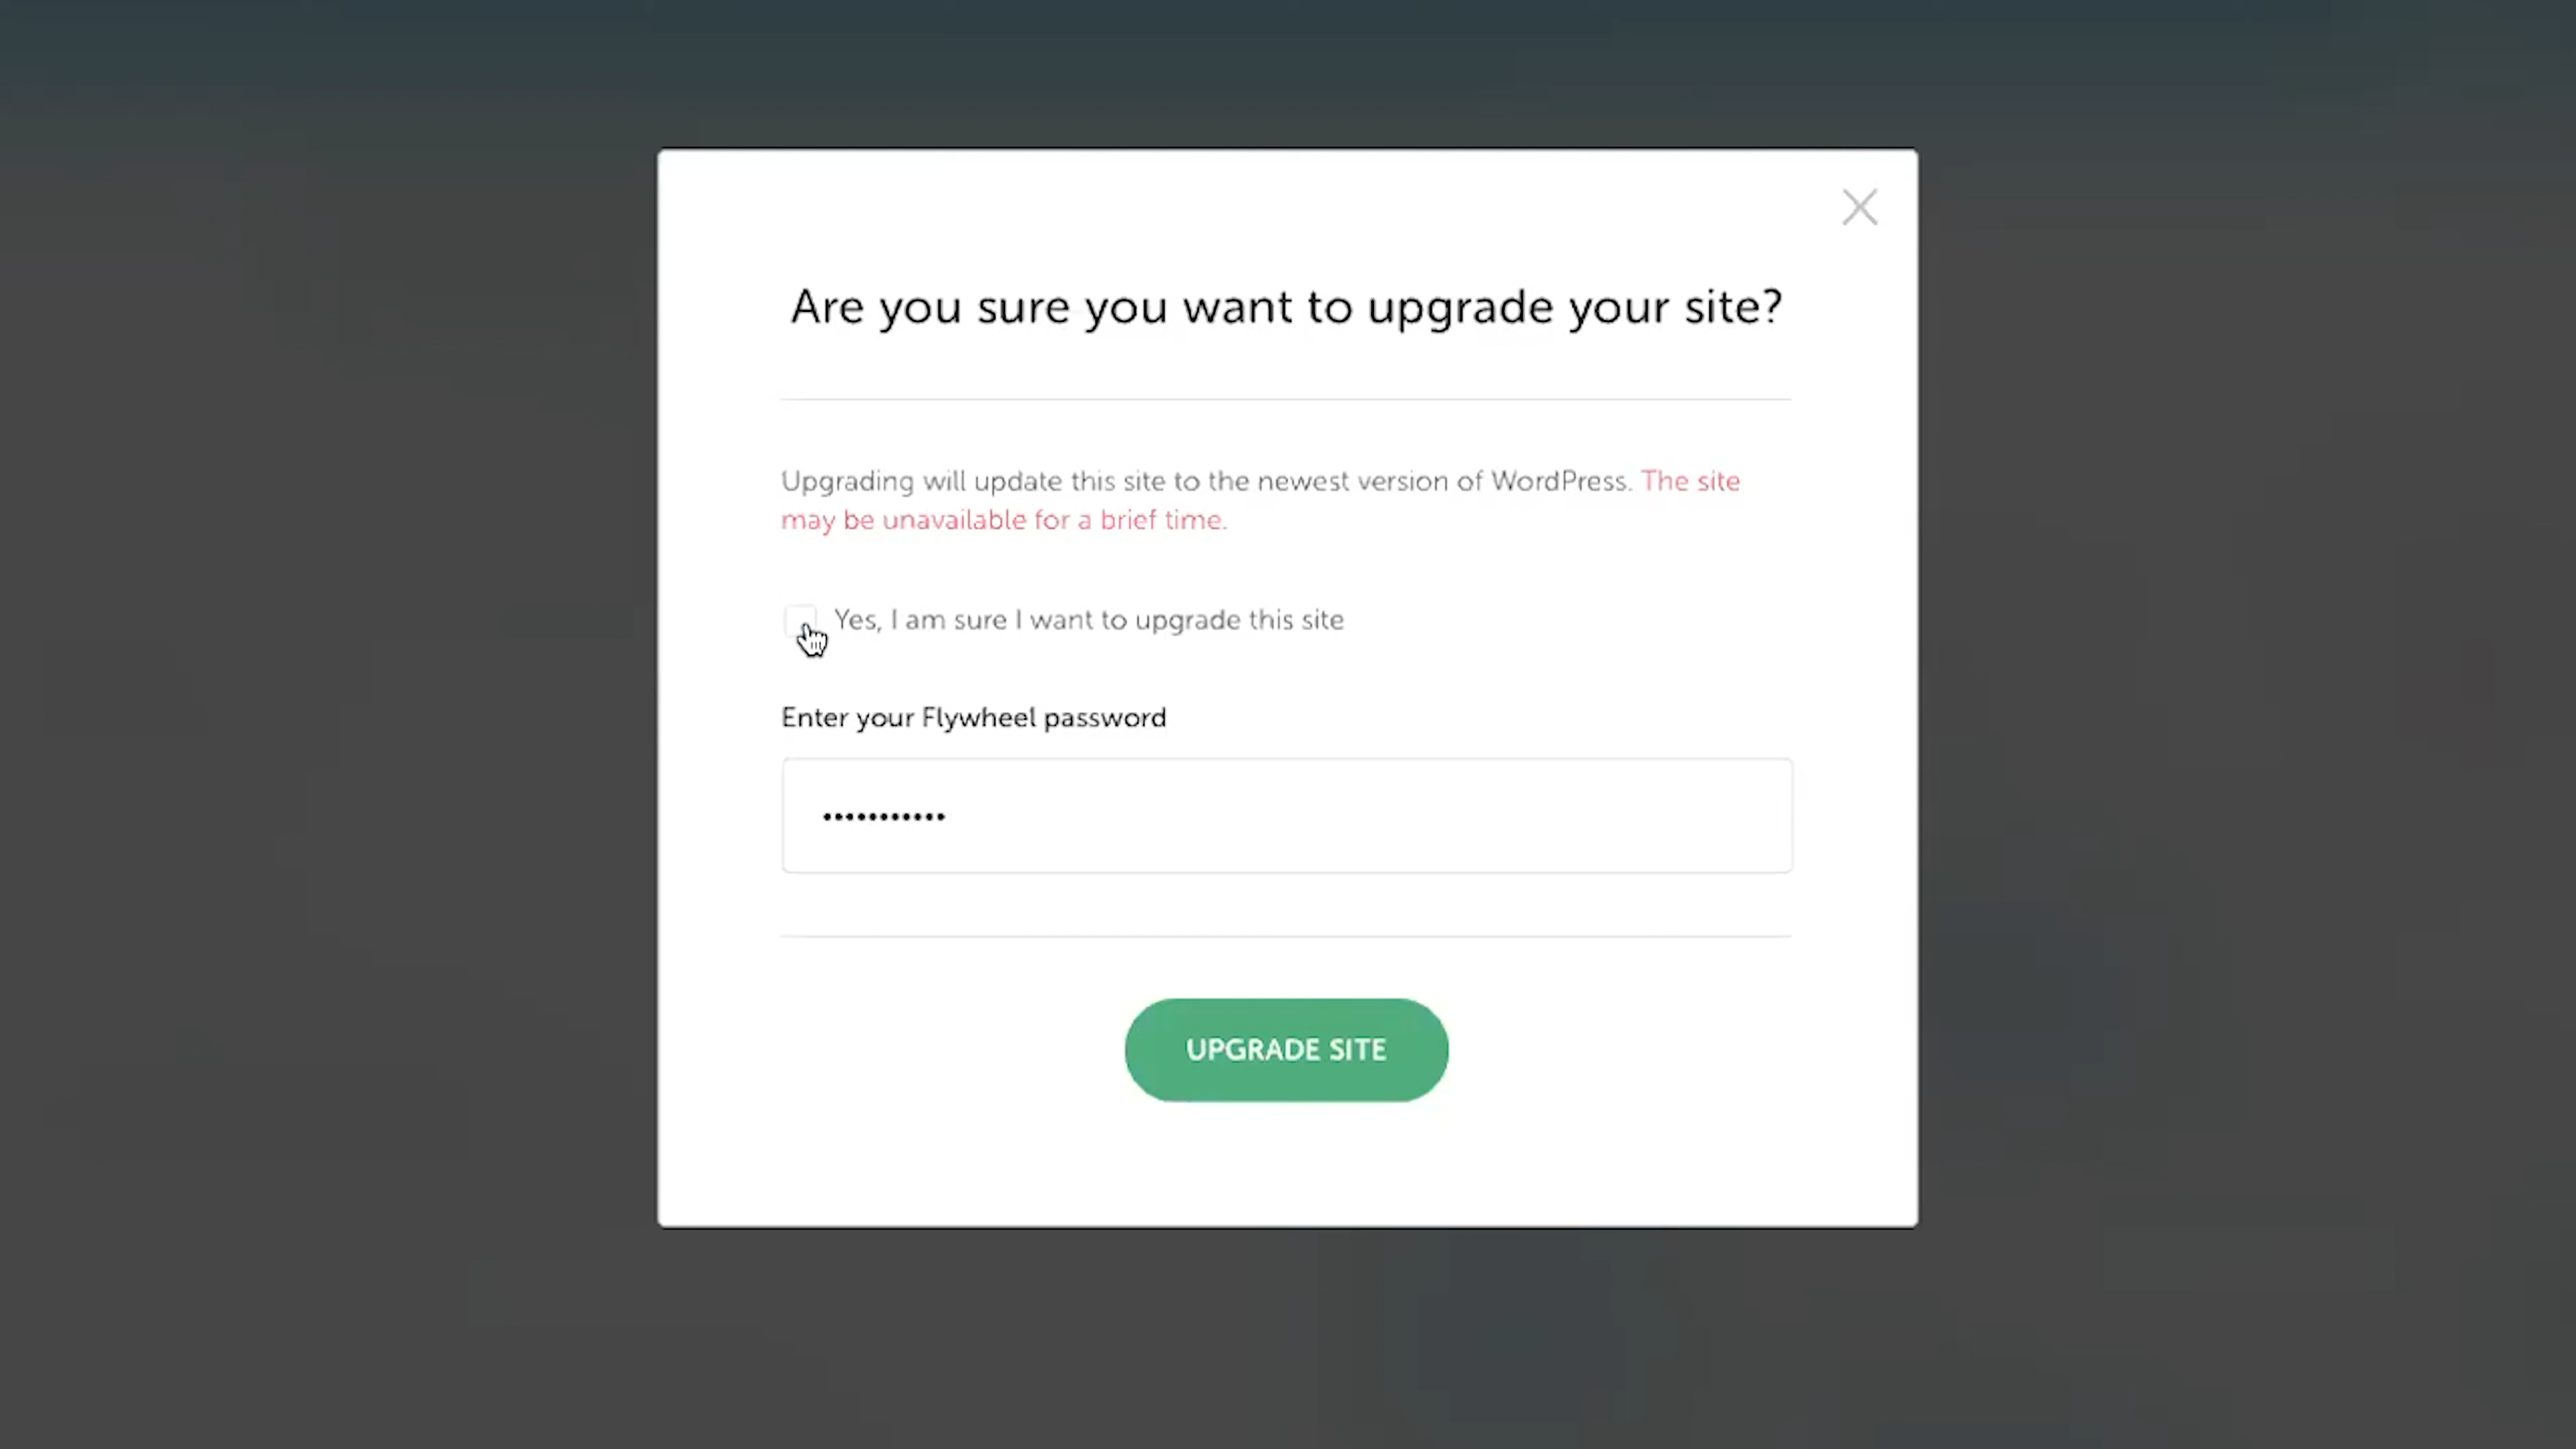 Are you sure you want to upgrade your site?
Upgrading will update this site to the newest version of WordPress. The site
may be unavailable for a brief time.
Yes, I am sure I want to upgrade this site
Enter your Flywheel password
•••••••••••
UPGRADE SITE